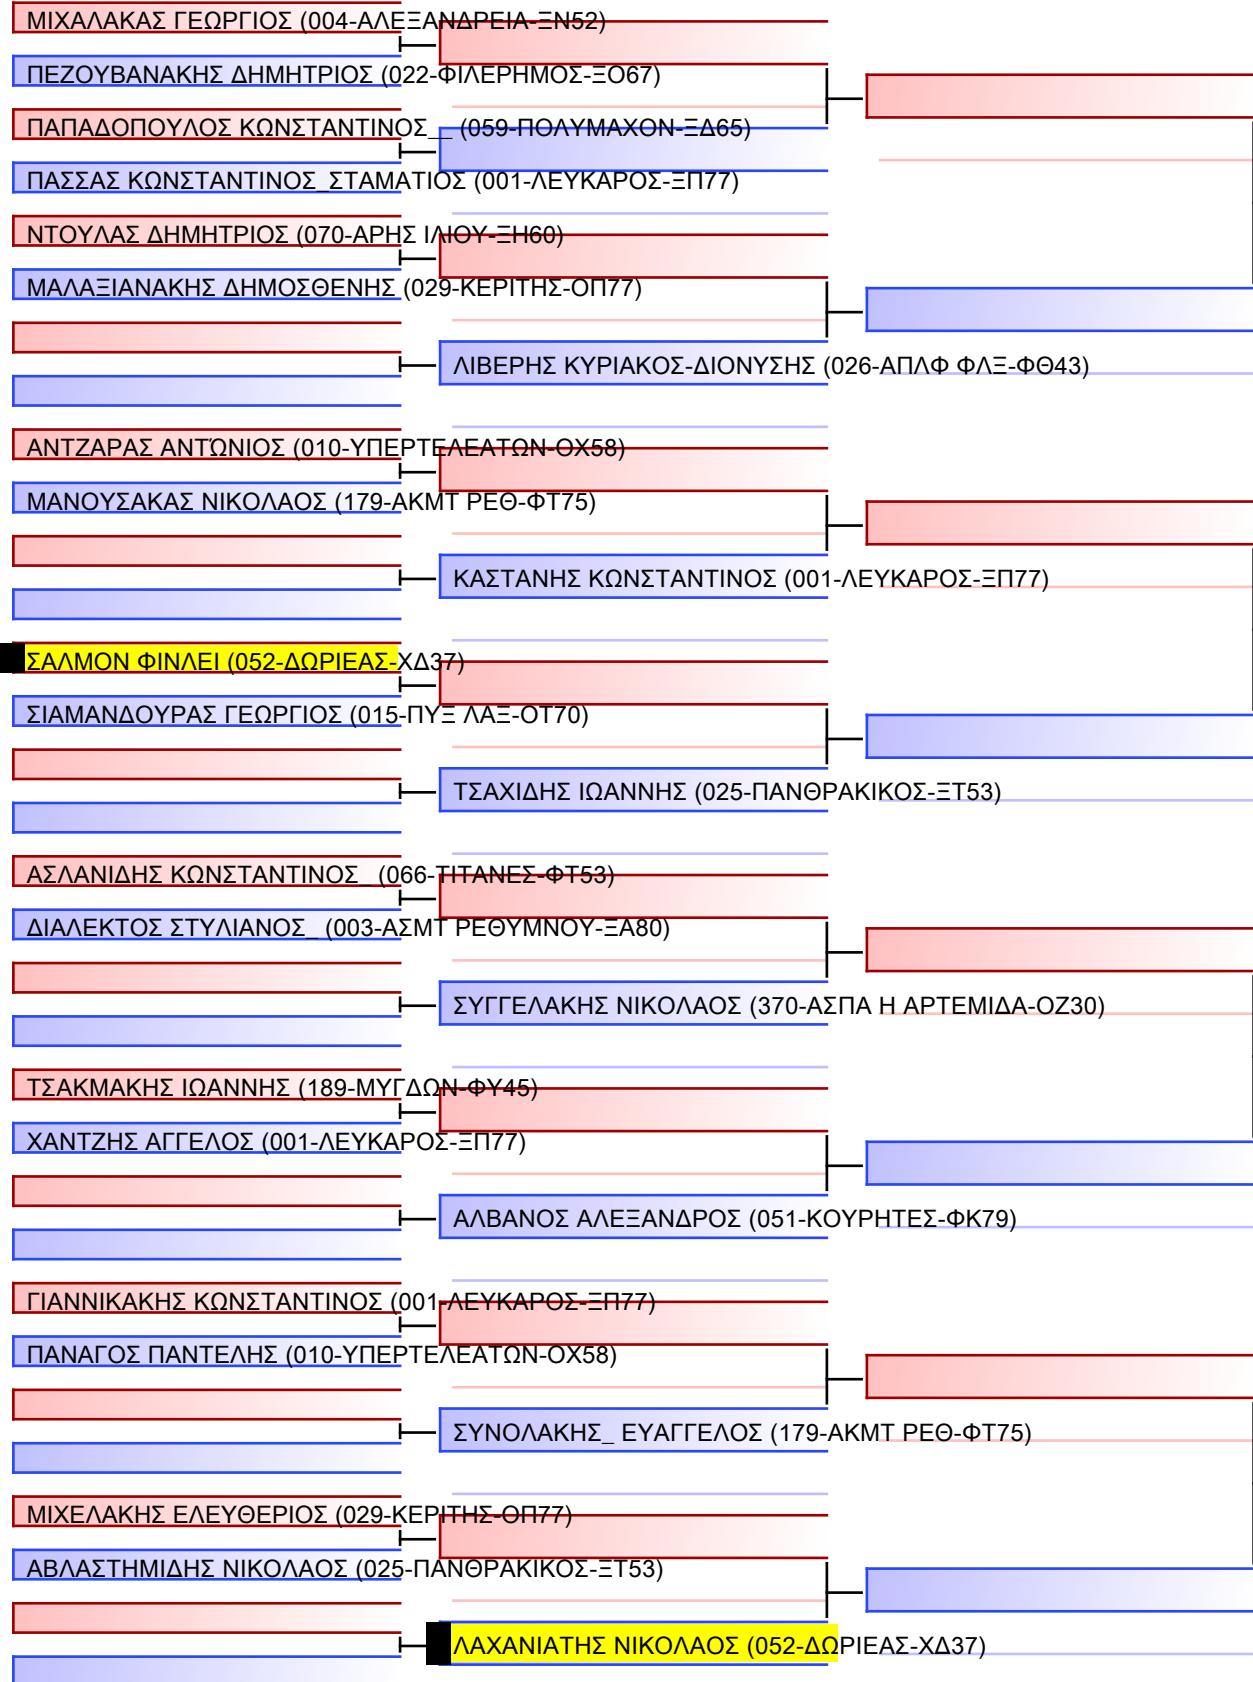 ΜΙΧΑΛΑΚΑΣ ΓΕΩΡΓΙΟΣ (004-ΑΛΕΞΑΝΔΡΕΙΑ-ΞΝ52)
ΠΕΖΟΥΒΑΝΑΚΗΣ ΔΗΜΗΤΡΙΟΣ (022-ΦΙΛΕΡΗΜΟΣ-ΞΟ67)
ΠΑΠΑΔΟΠΟΥΛΟΣ ΚΩΝΣΤΑΝΤΙΝΟΣ__ (059-ΠΟΛΥΜΑΧΟΝ-ΞΔ65)
ΠΑΣΣΑΣ ΚΩΝΣΤΑΝΤΙΝΟΣ_ΣΤΑΜΑΤΙΟΣ (001-ΛΕΥΚΑΡΟΣ-ΞΠ77)
ΝΤΟΥΛΑΣ ΔΗΜΗΤΡΙΟΣ (070-ΑΡΗΣ ΙΛΙΟΥ-ΞΗ60)
ΜΑΛΑΞΙΑΝΑΚΗΣ ΔΗΜΟΣΘΕΝΗΣ (029-ΚΕΡΙΤΗΣ-ΟΠ77)
ΛΙΒΕΡΗΣ ΚΥΡΙΑΚΟΣ-ΔΙΟΝΥΣΗΣ (026-ΑΠΛΦ ΦΛΞ-ΦΘ43)
ΑΝΤΖΑΡΑΣ ΑΝΤΏΝΙΟΣ (010-ΥΠΕΡΤΕΛΕΑΤΩΝ-ΟΧ58)
ΜΑΝΟΥΣΑΚΑΣ ΝΙΚΟΛΑΟΣ (179-ΑΚΜΤ ΡΕΘ-ΦΤ75)
ΚΑΣΤΑΝΗΣ ΚΩΝΣΤΑΝΤΙΝΟΣ (001-ΛΕΥΚΑΡΟΣ-ΞΠ77)
ΣΑΛΜΟΝ ΦΙΝΛΕΙ (052-ΔΩΡΙΕΑΣ-ΧΔ37)
ΣΙΑΜΑΝΔΟΥΡΑΣ ΓΕΩΡΓΙΟΣ (015-ΠΥΞ ΛΑΞ-ΟΤ70)
ΤΣΑΧΙΔΗΣ ΙΩΑΝΝΗΣ (025-ΠΑΝΘΡΑΚΙΚΟΣ-ΞΤ53)
ΑΣΛΑΝΙΔΗΣ ΚΩΝΣΤΑΝΤΙΝΟΣ_ (066-ΤΙΤΑΝΕΣ-ΦΤ53)
ΔΙΑΛΕΚΤΟΣ ΣΤΥΛΙΑΝΟΣ_ (003-ΑΣΜΤ ΡΕΘΥΜΝΟΥ-ΞΑ80)
ΣΥΓΓΕΛΑΚΗΣ ΝΙΚΟΛΑΟΣ (370-ΑΣΠΑ Η ΑΡΤΕΜΙΔΑ-ΟΖ30)
ΤΣΑΚΜΑΚΗΣ ΙΩΑΝΝΗΣ (189-ΜΥΓΔΩΝ-ΦΥ45)
ΧΑΝΤΖΗΣ ΑΓΓΕΛΟΣ (001-ΛΕΥΚΑΡΟΣ-ΞΠ77)
ΑΛΒΑΝΟΣ ΑΛΕΞΑΝΔΡΟΣ (051-ΚΟΥΡΗΤΕΣ-ΦΚ79)
ΓΙΑΝΝΙΚΑΚΗΣ ΚΩΝΣΤΑΝΤΙΝΟΣ (001-ΛΕΥΚΑΡΟΣ-ΞΠ77)
ΠΑΝΑΓΟΣ ΠΑΝΤΕΛΗΣ (010-ΥΠΕΡΤΕΛΕΑΤΩΝ-ΟΧ58)
ΣΥΝΟΛΑΚΗΣ_ ΕΥΑΓΓΕΛΟΣ (179-ΑΚΜΤ ΡΕΘ-ΦΤ75)
ΜΙΧΕΛΑΚΗΣ ΕΛΕΥΘΕΡΙΟΣ (029-ΚΕΡΙΤΗΣ-ΟΠ77)
ΑΒΛΑΣΤΗΜΙΔΗΣ ΝΙΚΟΛΑΟΣ (025-ΠΑΝΘΡΑΚΙΚΟΣ-ΞΤ53)
ΛΑΧΑΝΙΑΤΗΣ ΝΙΚΟΛΑΟΣ (052-ΔΩΡΙΕΑΣ-ΧΔ37)